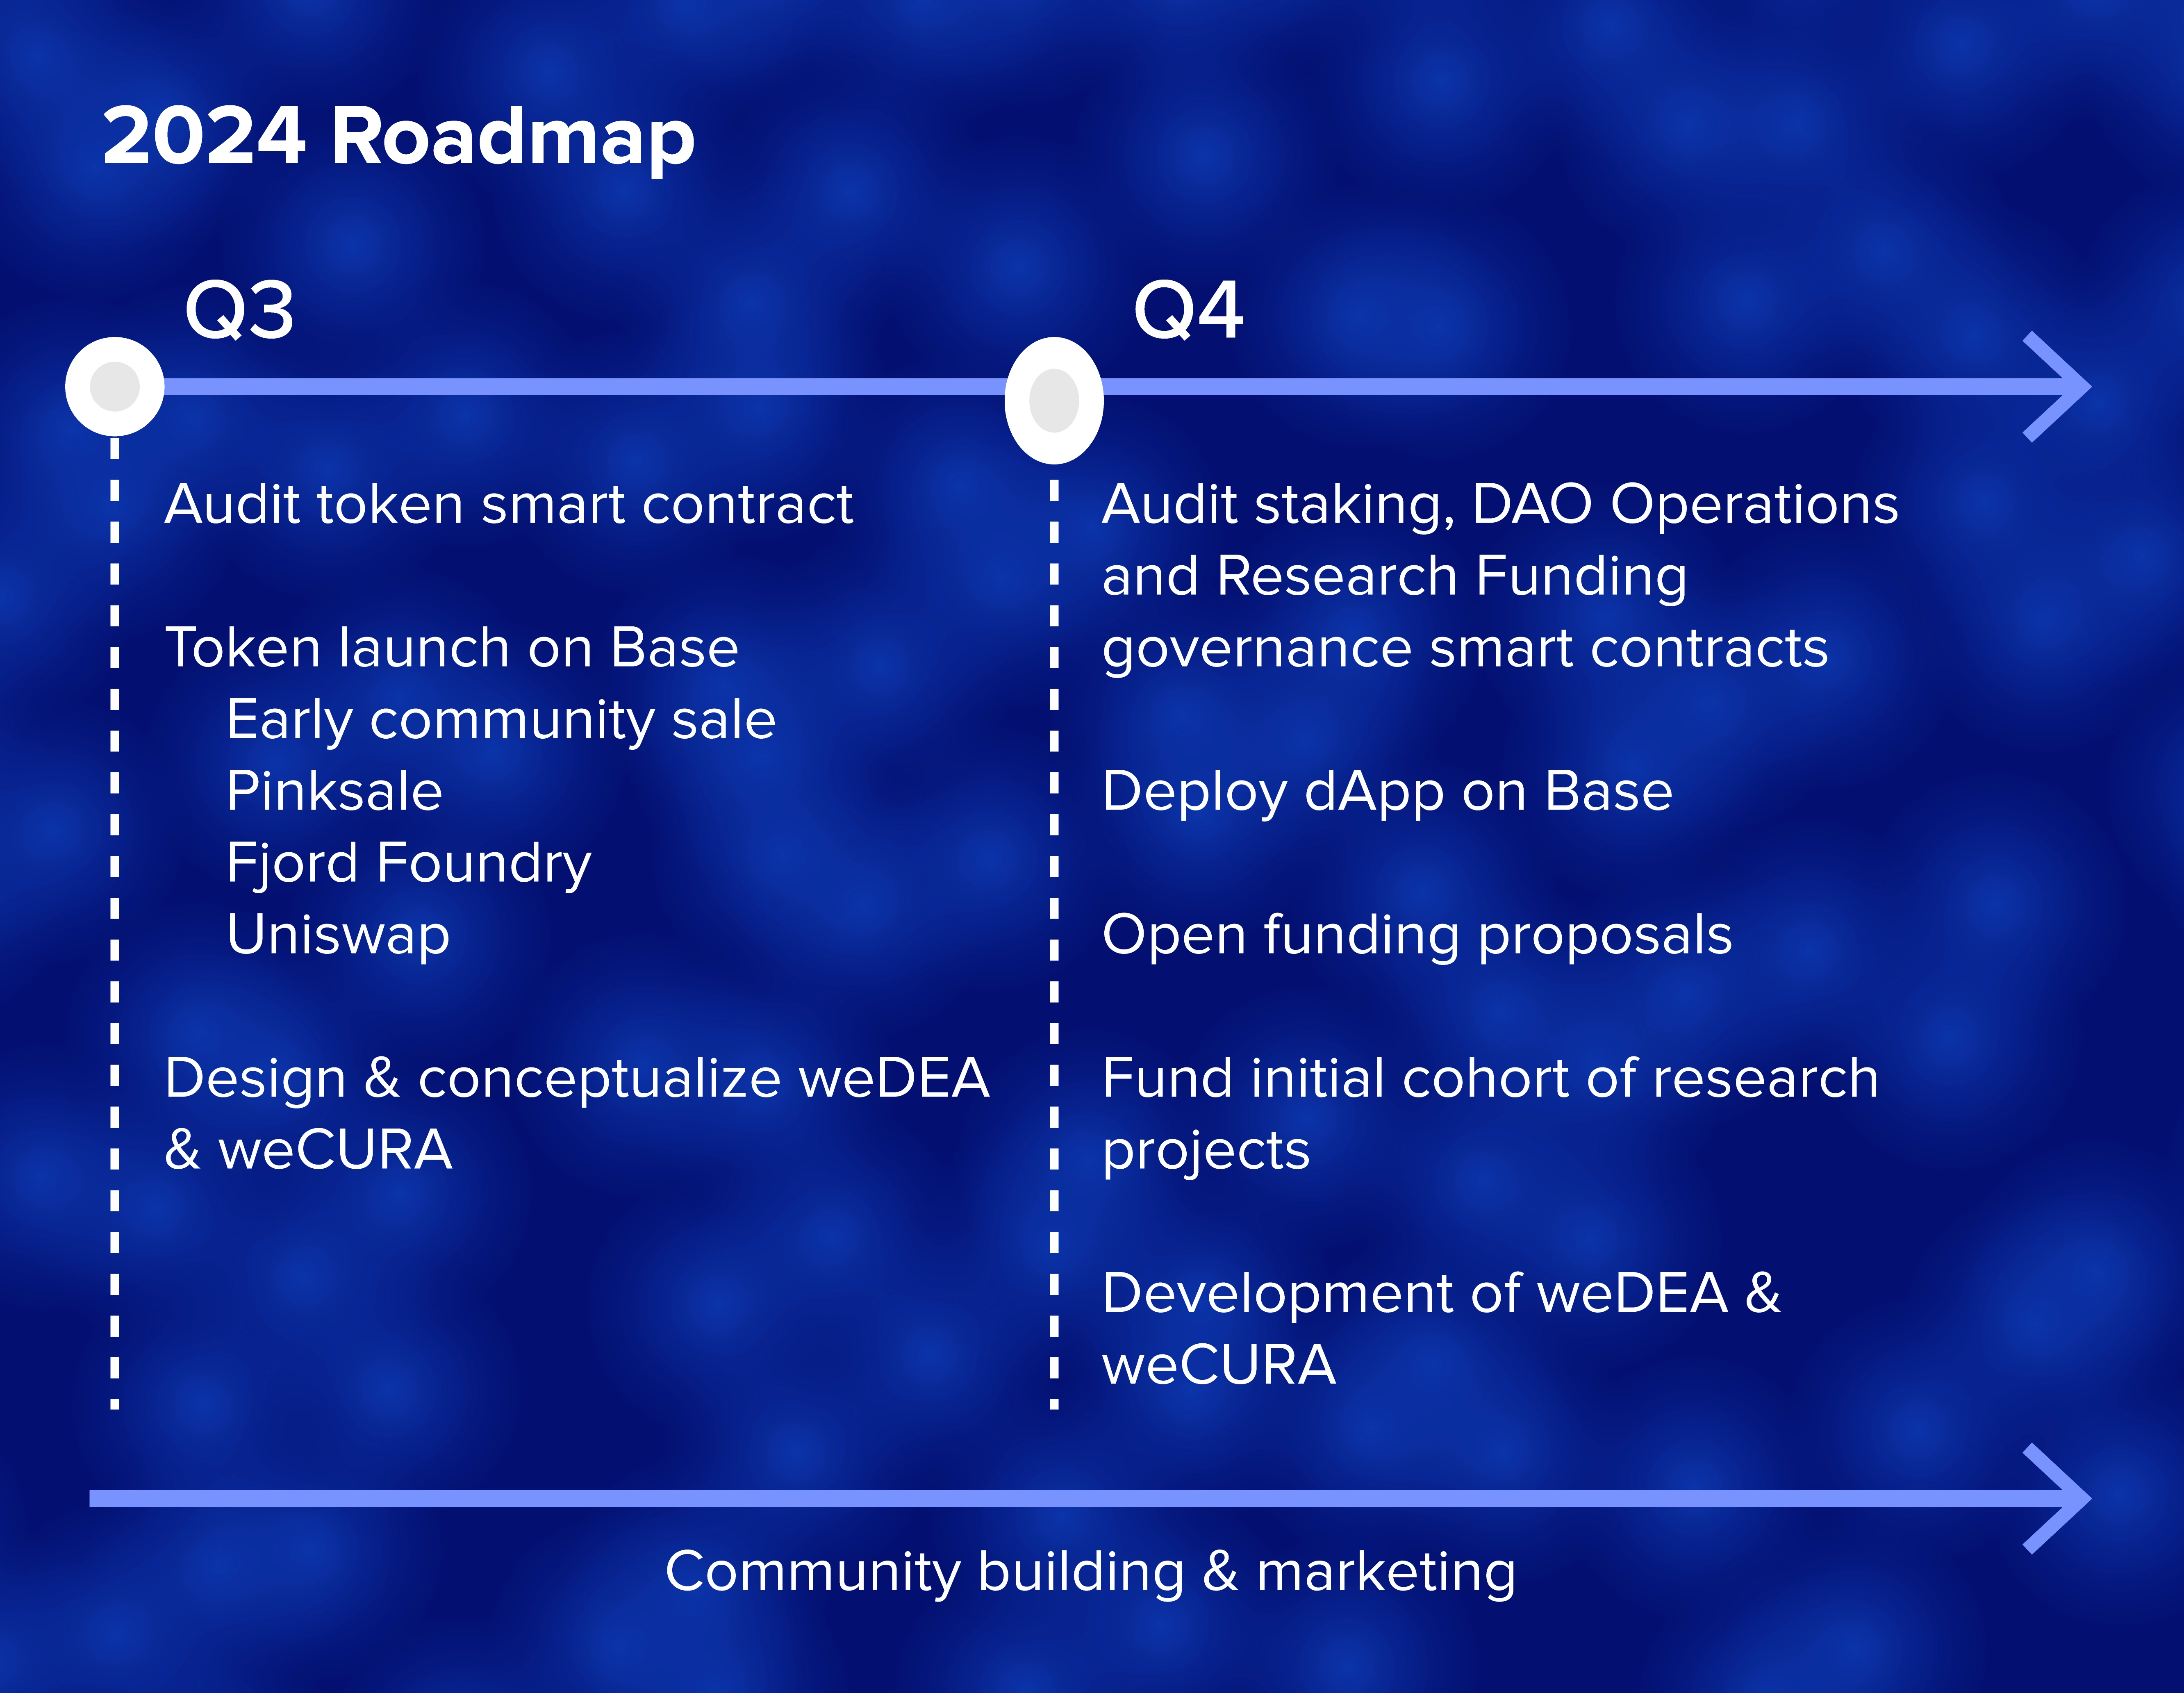 2024 Roadmap
Q3
Audit token smart contract
Token launch on Base
Early community sale
Pinksale
Fjord Foundry
Uniswap
Design & conceptualize weDEA
& weCURA
Q4
Audit staking, DAO Operations
and Research Funding
governance smart contracts
Deploy dApp on Base
Open funding proposals
Fund initial cohort of research
projects
Development of weDEA &
weCURA
Community building & marketing